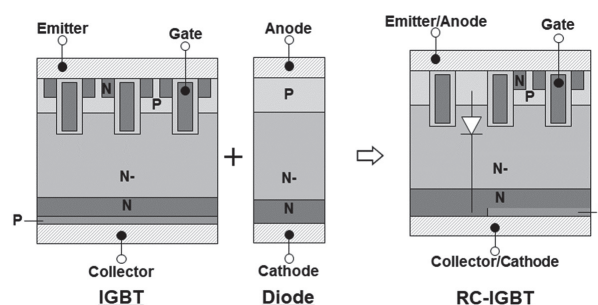 Emitter
Gate
N
P
N-
N
P
Collector
IGBT
+
Anode
P
N-
N
Cathode
Diode
Emitter/Anode
Gate
N
P
N-
N
Collector/Cathode
RC-IGBT